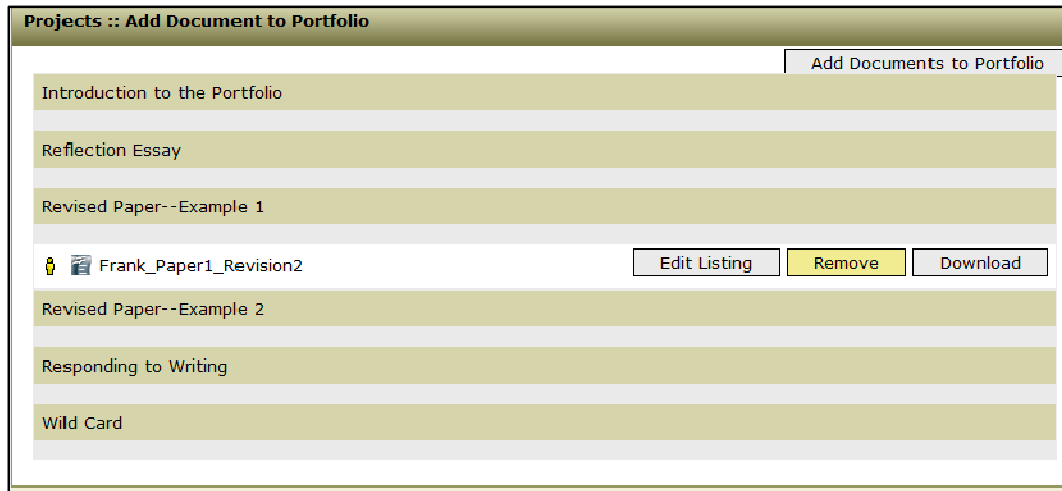 Projects :: Add Document to Portfolio
Add Documents to Portfolio
Introduction to the Portfolio
Reflection Essay
Revised Paper--Example 1
Frank_Paper1_Revision2 Edit Listing Remove Download
Revised Paper--Example 2
Responding to Writing
Wild Card